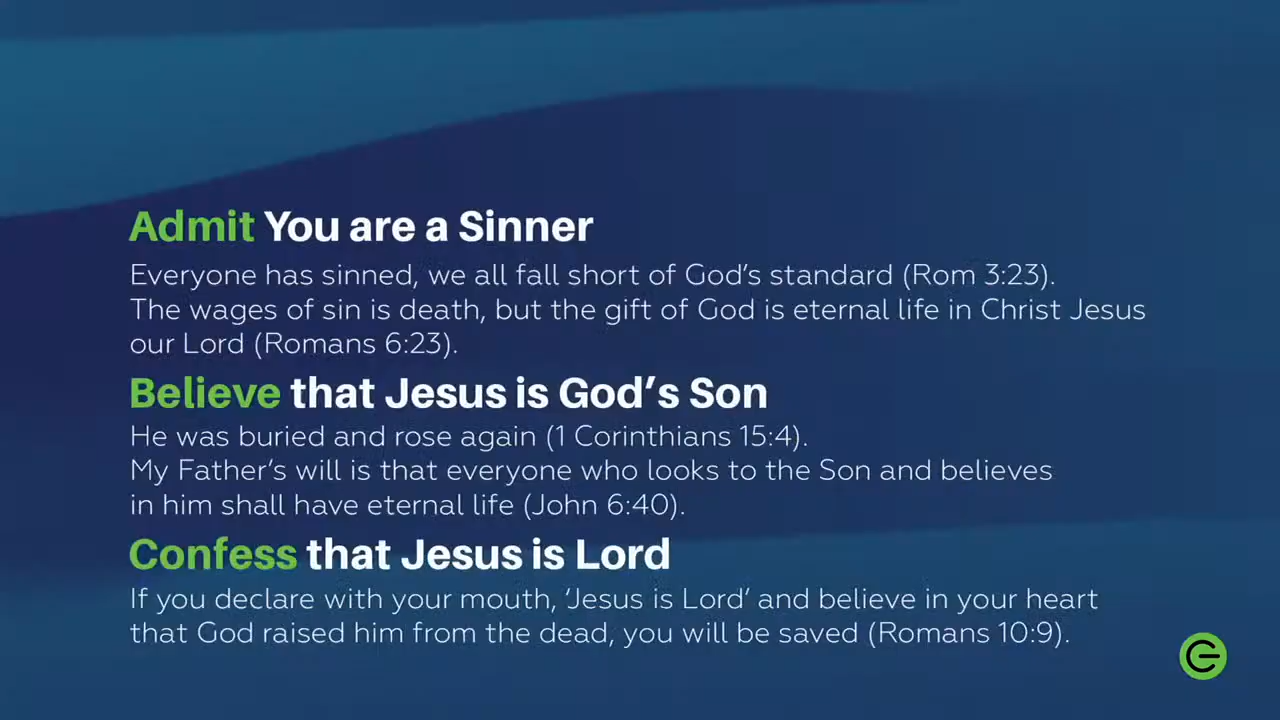 Admit You are a Sinner
Everyone has sinned, we all fall short of God’s standard (Rom 3:23).
The wages of sin is death, but the gift of God is eternal life in Christ Jesus
our Lord (Romans 6:23).
Believe that Jesus is God’s Son
He was buried and rose again (1 Corinthians 15:4).
My Father’s will is that everyone who looks to the Son and believes
in him shall have eternal life (John 6:40).
Confess that Jesus is Lord
If you declare with your mouth, ‘Jesus is Lord’ and believe in your heart
that God raised him from the dead, you will be saved (Romans 10:9).